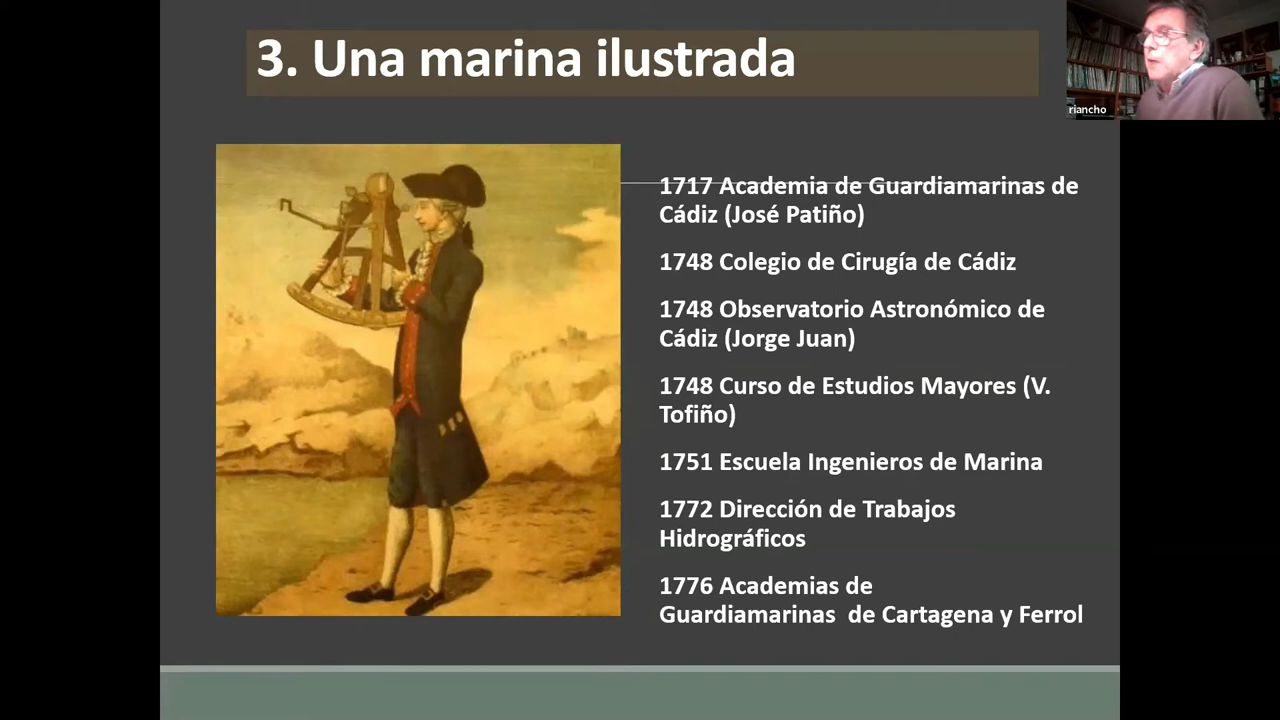 3. Una marina ilustrada
riancho
1717 Academia de Guardiamarinas de
Cádiz (José Patiño)
1748 Colegio de Cirugía de Cádiz
1748 Observatorio Astronómico de
Cádiz (Jorge Juan)
1748 Curso de Estudios Mayores (V.
Tofiño)
1751 Escuela Ingenieros de Marina
1772 Dirección de Trabajos
Hidrográficos
1776 Academias de
Guardiamarinas  de Cartagena y Ferrol